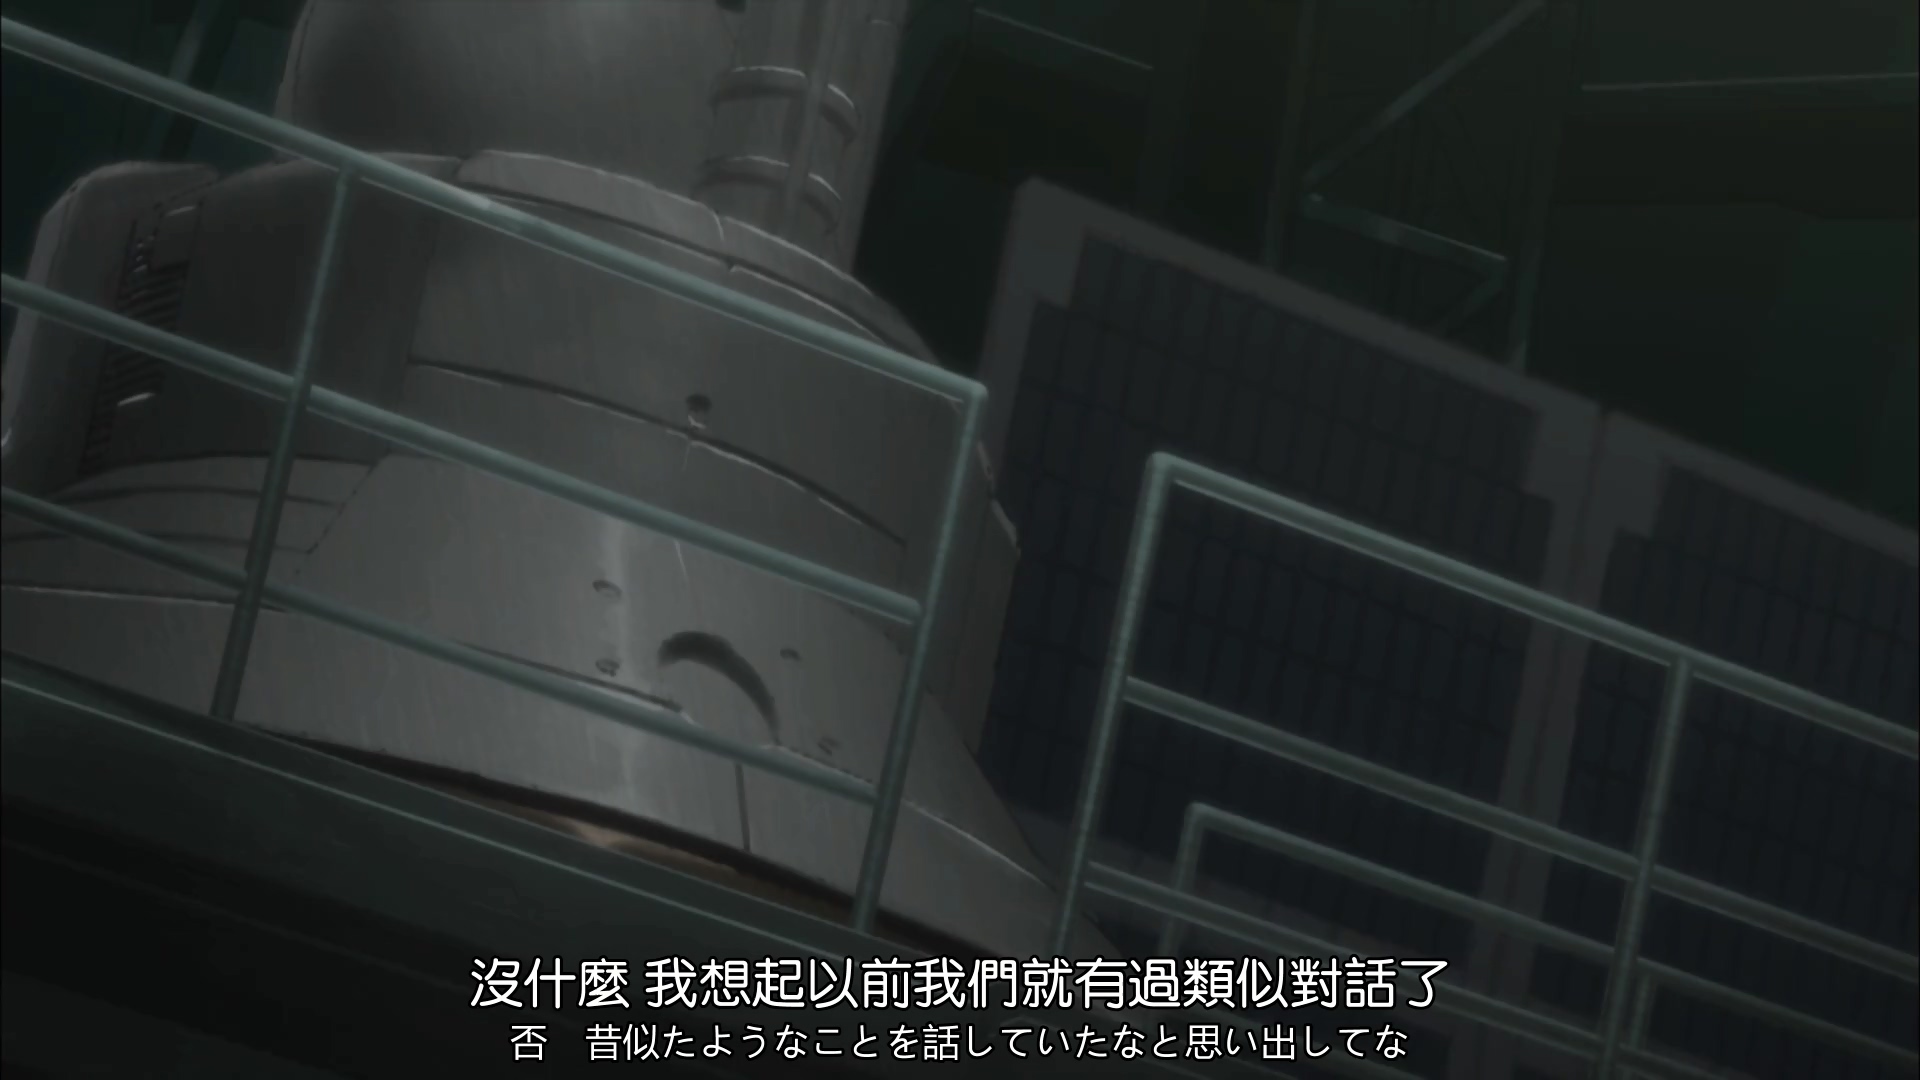 沒什麼 我想起以前我們就有過類似對話了
否　昔似たようなことを話していたなと思い出してな